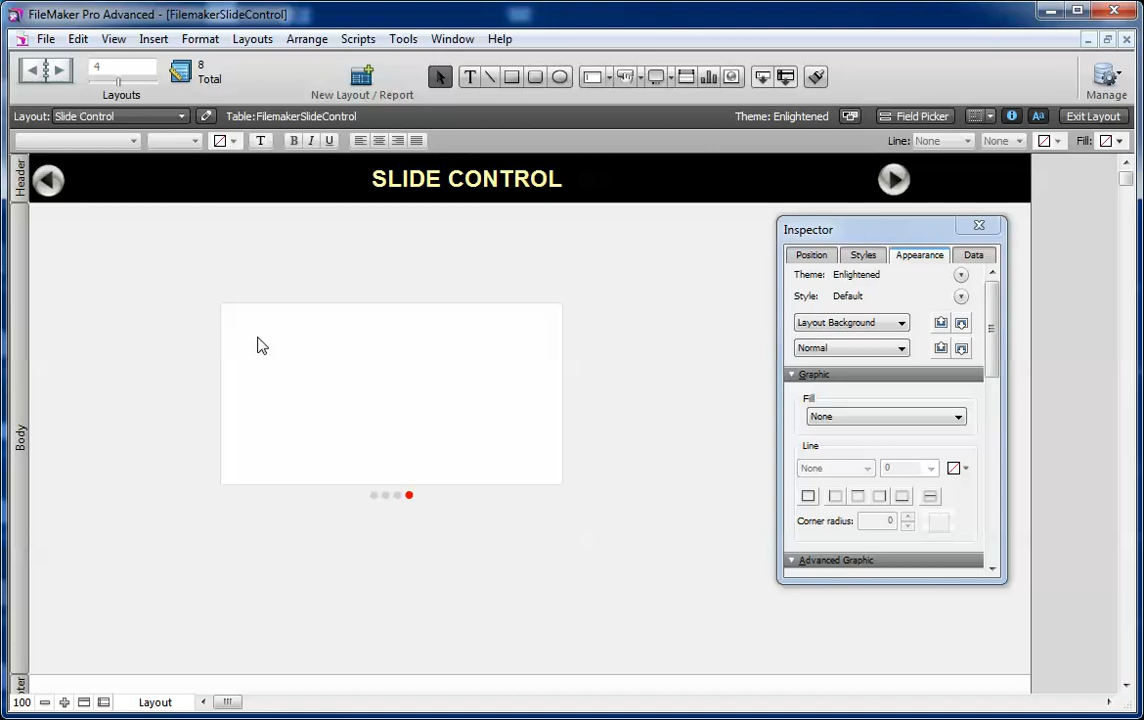 FileMaker Pro Advanced - [FilemakerSlideControl]
File Edit View Insert Format Layouts Arrange Scripts Tools Window Help
4
8
Total
Layouts
New Layout / Report
Manage
Layout: Slide Control
Table: FilemakerSlideControl
Theme: Enlightened
Field Picker
Aa
Exit Layout
T
B I U
Line: None
None
Fill:
Header
SLIDE CONTROL
Inspector
Position Styles Appearance Data
Theme: Enlightened
Style: Default
Layout Background
Normal
Graphic
Fill
None
Line
None
0
Corner radius: 0
Advanced Graphic
Body
100
Layout